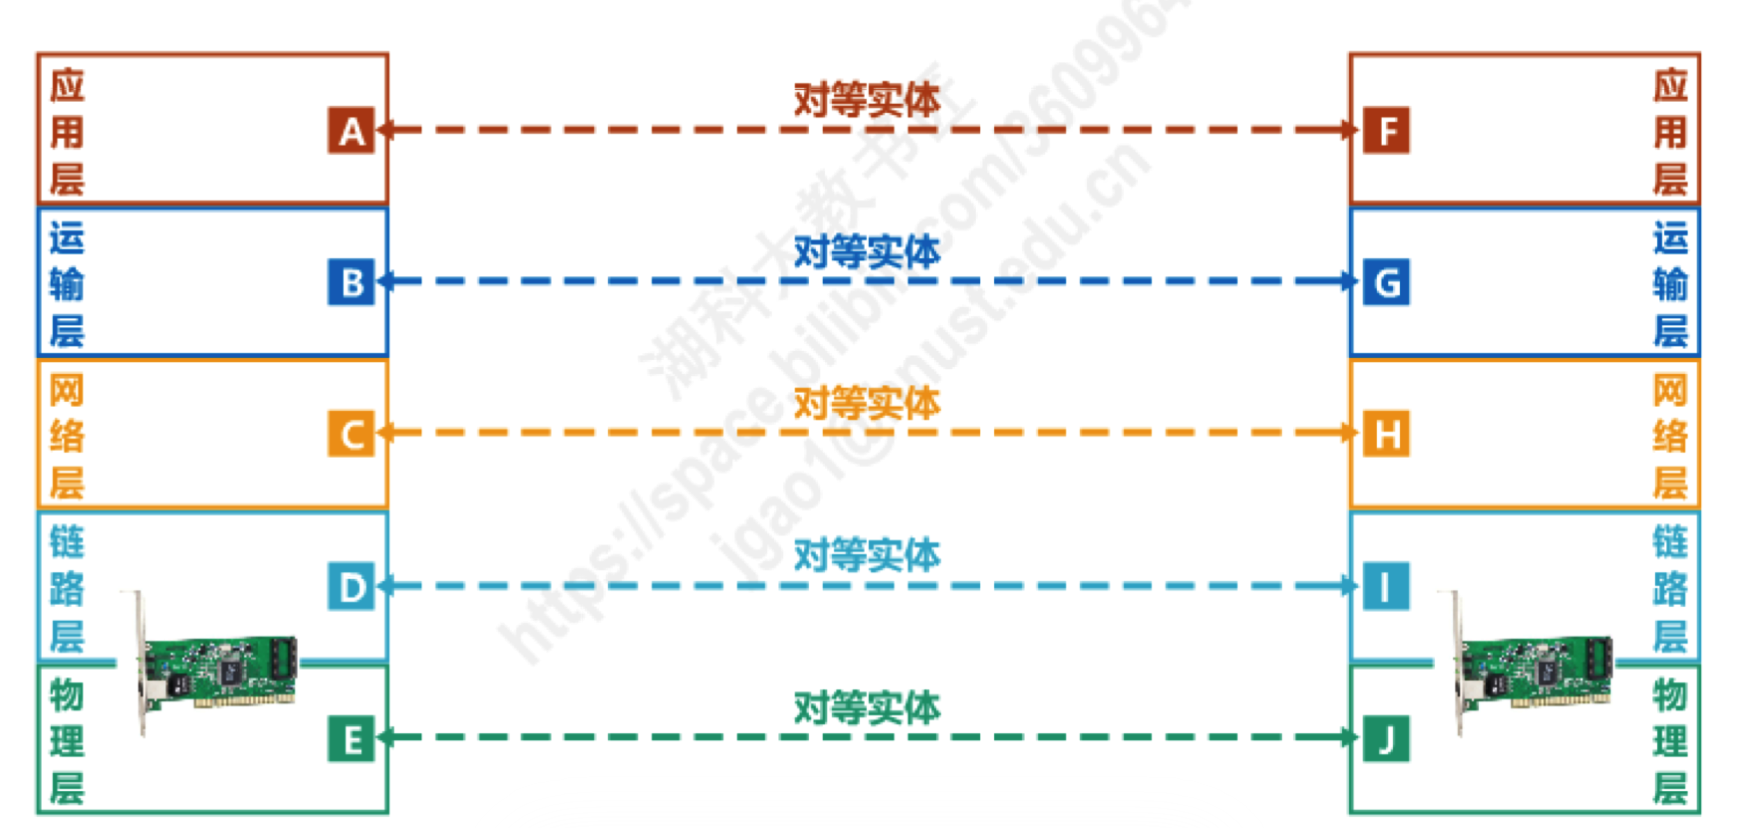 应用层
A
对等实体
F
应用层
运输层
B
对等实体
G
运输层
网络层
C
对等实体
H
网络层
链路层
D
对等实体
I
链路层
物理层
E
对等实体
J
物理层
湖科大教书匠
https://space.bilibili.com/360996402
jgao1@hnust.edu.cn